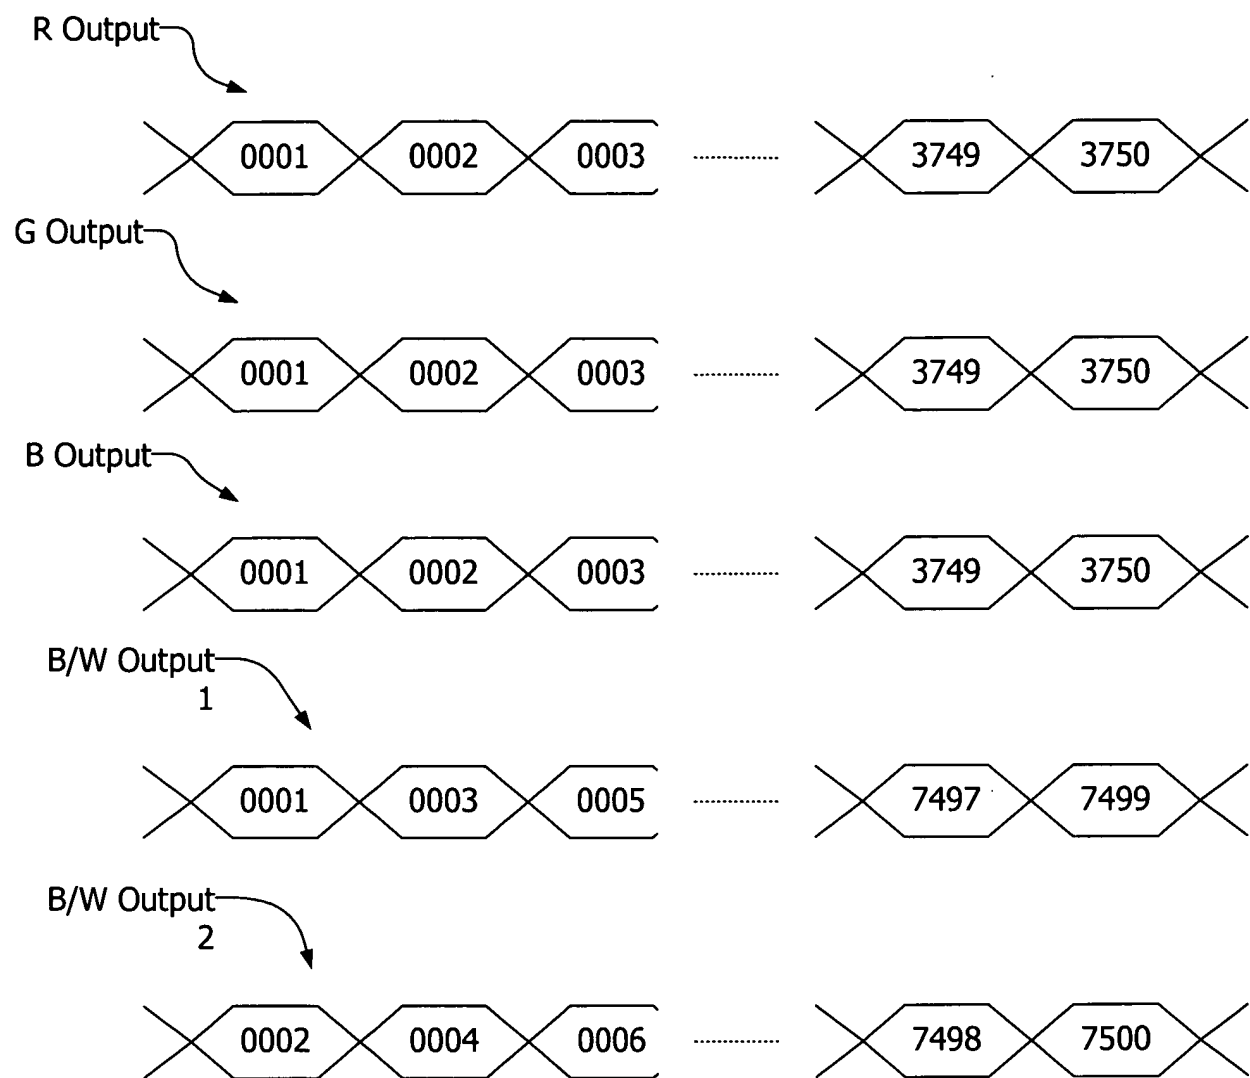 R Output
0001 0002 0003 3749 3750
G Output
0001 0002 0003 3749 3750
B Output
0001 0002 0003 3749 3750
B/W Output
1
0001 0003 0005 7497 7499
B/W Output
2
0002 0004 0006 7498 7500